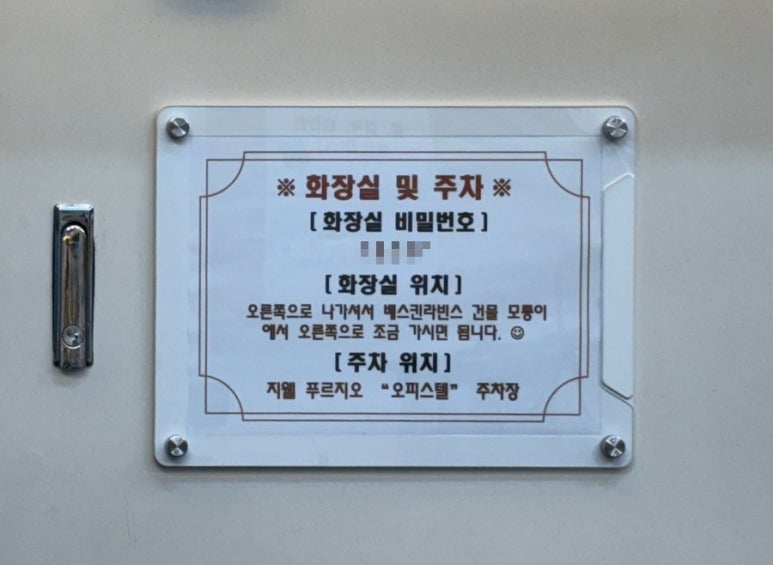 ※ 화장실 및 주차 ※
[ 화장실 비밀번호 ]
[ 화장실 위치 ]
오른쪽으로 나가셔서 베스킨라빈스 건물 모퉁이
에서 오른쪽으로 조금 가시면 됩니다. ☺
[ 주차 위치 ]
지웰 푸르지오 “오피스텔” 주차장